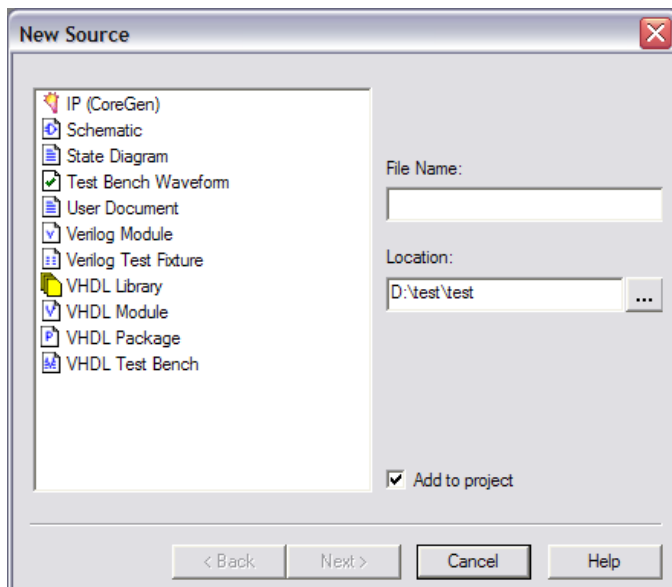 New Source
IP (CoreGen)
Schematic
State Diagram
Test Bench Waveform
User Document
Verilog Module
Verilog Test Fixture
VHDL Library
VHDL Module
VHDL Package
VHDL Test Bench
File Name:
Location:
D:\test\test
...
Add to project
< Back
Next >
Cancel
Help